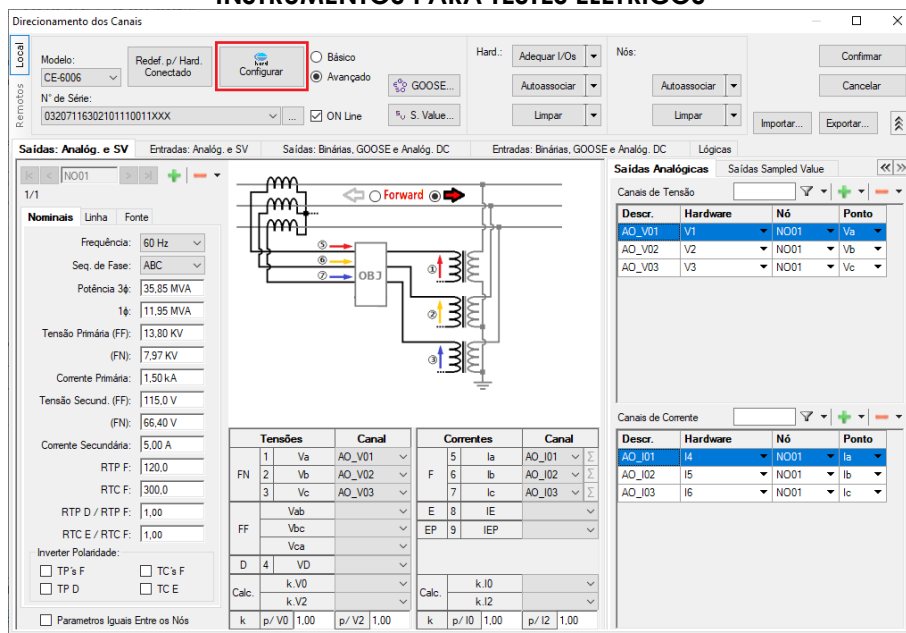 INSTRUMENTOS PARA TESTES ELÉTRICOS
Direcionamento dos Canais
Local
Remotos
Modelo:
CE-6006
Redef. p/ Hard. Conectado
hard
Configurar
Básico
Avançado
GOOSE...
N° de Série:
03207116302101110011XXX
...
ON Line
S. Value...
Hard.:
Adequar I/Os
Autoassociar
Limpar
Nós:
Autoassociar
Limpar
Confirmar
Cancelar
Importar...
Exportar...
Saídas: Analóg. e SV
Entradas: Analóg. e SV
Saídas: Binárias, GOOSE e Analóg. DC
Entradas: Binárias, GOOSE e Analóg. DC
Lógicas
NO01
1/1
Nominais Linha Fonte
Frequência: 60 Hz
Seq. de Fase: ABC
Potência 3ϕ: 35,85 MVA
1ϕ: 11,95 MVA
Tensão Primária (FF): 13,80 KV
(FN): 7,97 KV
Corrente Primária: 1,50 kA
Tensão Secund. (FF): 115,0 V
(FN): 66,40 V
Corrente Secundária: 5,00 A
RTP F: 120,0
RTC F: 300,0
RTP D / RTP F: 1,00
RTC E / RTC F: 1,00
Inverter Polaridade:
TP's F TC's F
TP D TC E
Parametros Iguais Entre os Nós
Forward
5
6
7
OBJ
1
2
3
Tensões Canal
FN 1 Va AO_V01
2 Vb AO_V02
3 Vc AO_V03
FF Vab
Vbc
Vca
D 4 VD
Calc. k.V0
k.V2
k p/ V0 1,00 p/ V2 1,00
Correntes Canal
F 5 Ia AO_I01 Σ
6 Ib AO_I02 Σ
7 Ic AO_I03 Σ
E 8 IE
EP 9 IEP
Calc. k.I0
k.I2
k p/ I0 1,00 p/ I2 1,00
Saídas Analógicas Saídas Sampled Value
Canais de Tensão
Descr. Hardware Nó Ponto
AO_V01 V1 NO01 Va
AO_V02 V2 NO01 Vb
AO_V03 V3 NO01 Vc
Canais de Corrente
Descr. Hardware Nó Ponto
AO_I01 I4 NO01 Ia
AO_I02 I5 NO01 Ib
AO_I03 I6 NO01 Ic